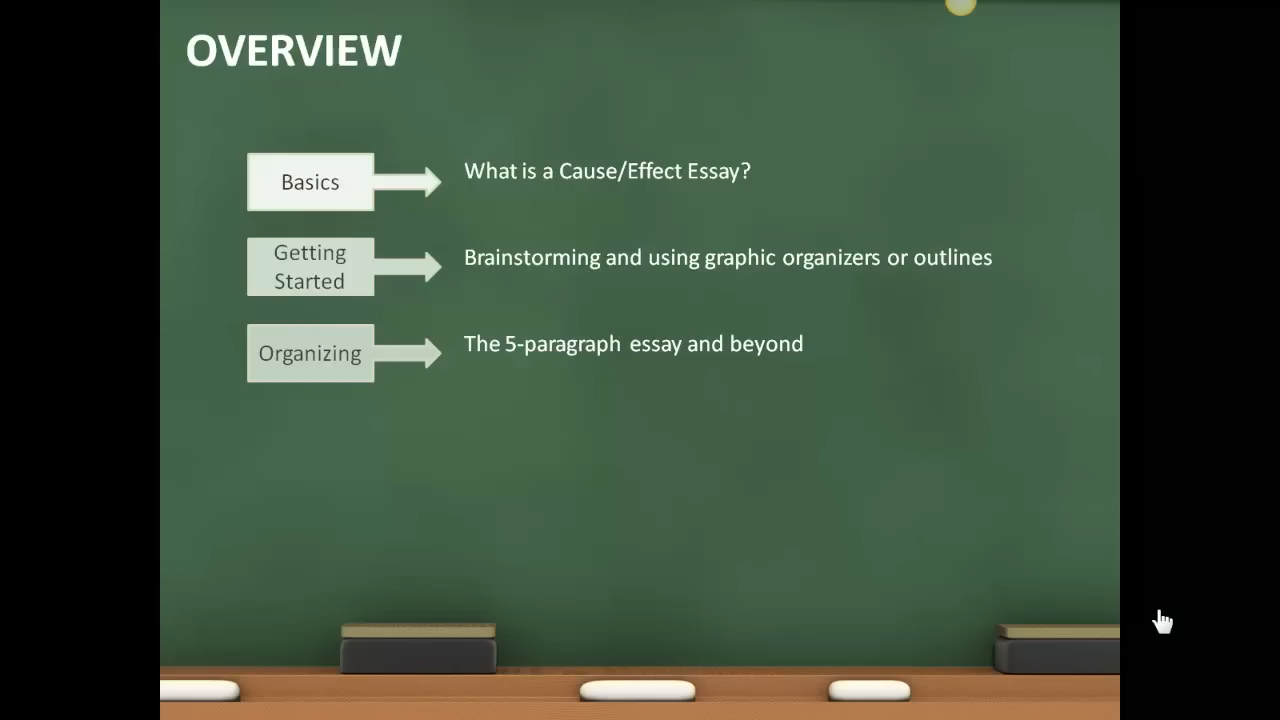 OVERVIEW
Basics
What is a Cause/Effect Essay?
Getting
Started
Brainstorming and using graphic organizers or outlines
Organizing
The 5-paragraph essay and beyond